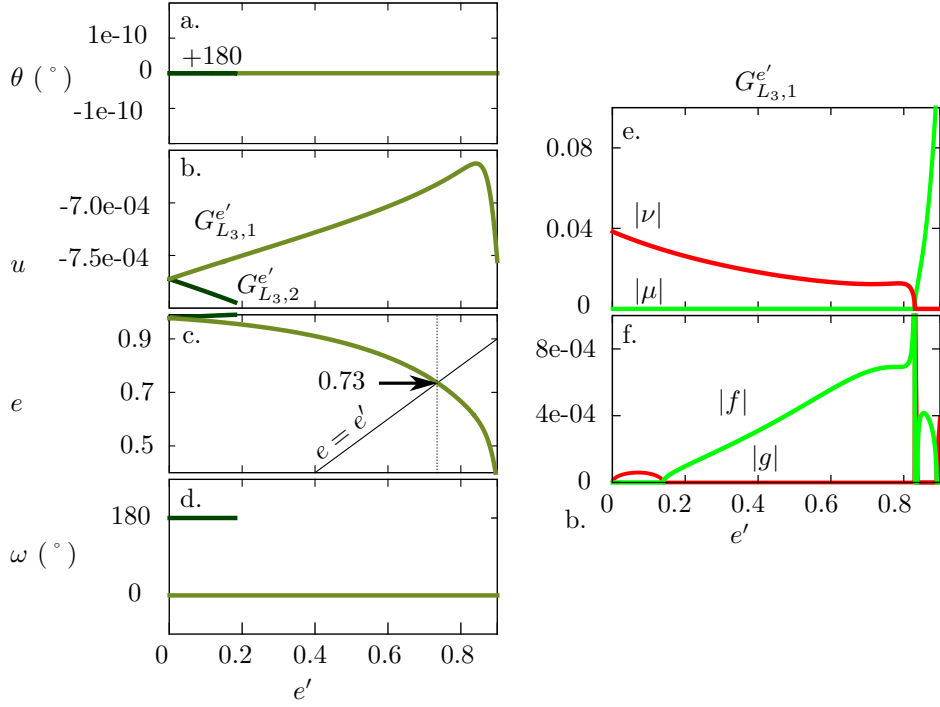 a.
1e-10
+180
θ (°)
0
-1e-10
b.
-7.0e-04
G^{e'}_{L_3,1}
-7.5e-04
u
G^{e'}_{L_3,2}
c.
0.9
0.73
0.7
e
e = e'
0.5
d.
180
ω (°)
0
0 0.2 0.4 0.6 0.8
e'
G^{e'}_{L_3,1}
e.
0.08
|ν|
0.04
|μ|
0
f.
8e-04
|f|
4e-04
|g|
0
b.
0 0.2 0.4 0.6 0.8
e'